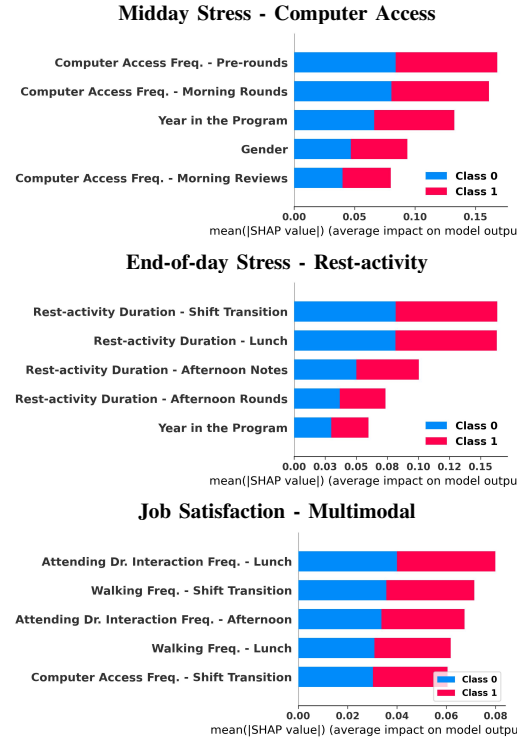 Midday Stress - Computer Access
Computer Access Freq. - Pre-rounds
Computer Access Freq. - Morning Rounds
Year in the Program
Gender
Computer Access Freq. - Morning Reviews
Class 0
Class 1
0.00 0.05 0.10 0.15
mean(|SHAP value|) (average impact on model outpu
End-of-day Stress - Rest-activity
Rest-activity Duration - Shift Transition
Rest-activity Duration - Lunch
Rest-activity Duration - Afternoon Notes
Rest-activity Duration - Afternoon Rounds
Year in the Program
Class 0
Class 1
0.00 0.03 0.05 0.08 0.10 0.12 0.15
mean(|SHAP value|) (average impact on model outpu
Job Satisfaction - Multimodal
Attending Dr. Interaction Freq. - Lunch
Walking Freq. - Shift Transition
Attending Dr. Interaction Freq. - Afternoon
Walking Freq. - Lunch
Computer Access Freq. - Shift Transition
Class 0
Class 1
0.00 0.02 0.04 0.06 0.08
mean(|SHAP value|) (average impact on model outpu